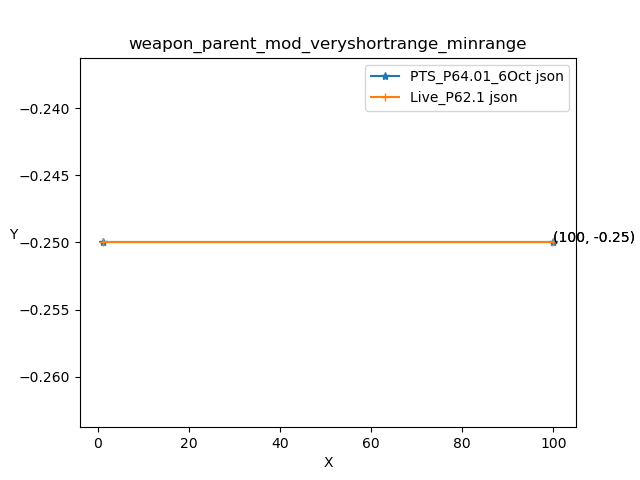 weapon_parent_mod_veryshortrange_minrange
PTS_P64.01_6Oct json
Live_P62.1 json
−0.240
−0.245
Y
−0.250
(100, -0.25)
−0.255
−0.260
0 20 40 60 80 100
X